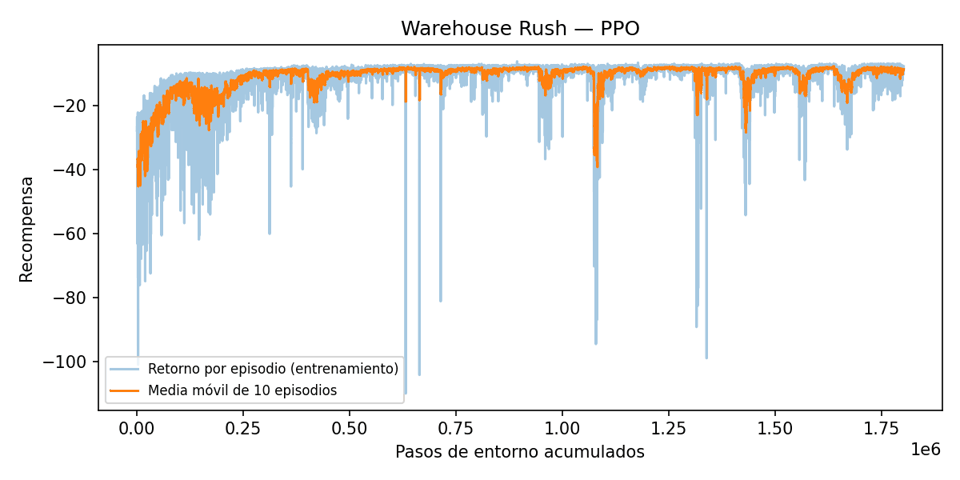 Warehouse Rush — PPO
Recompensa
−20
−40
−60
−80
−100
Retorno por episodio (entrenamiento)
Media móvil de 10 episodios
0.00 0.25 0.50 0.75 1.00 1.25 1.50 1.75
1e6
Pasos de entorno acumulados